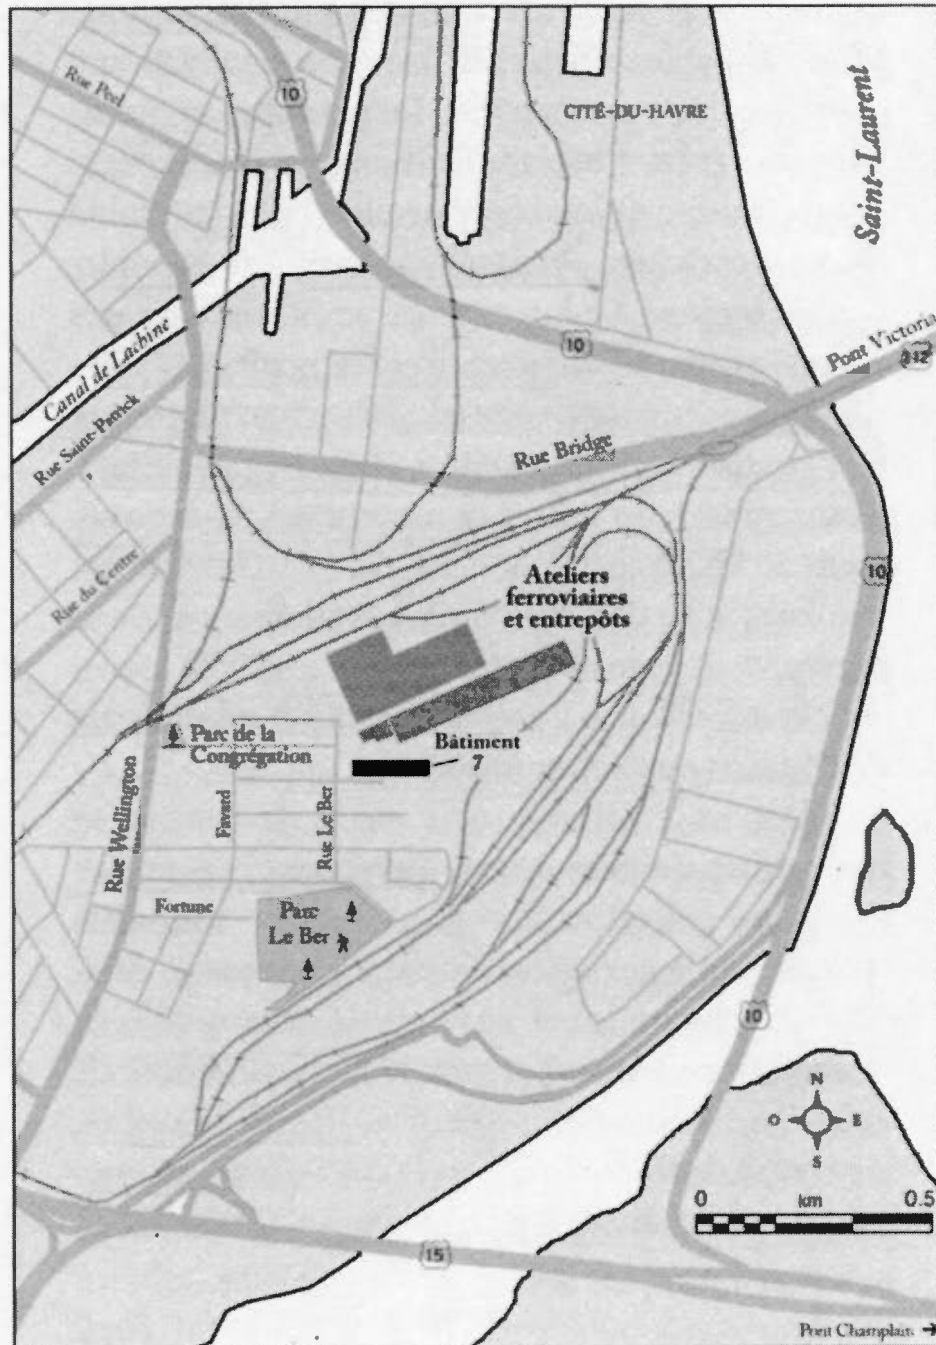 Rue Peel
10
CITÉ-DU-HAVRE
Saint-Laurent
Canal de Lachine
Rue Saint-Patrick
10
Pont Victoria
112
Rue Bridge
Rue du Centre
10
Ateliers
ferroviaires
et entrepôts
Parc de la
Congrégation
Bâtiment
7
Rue Wellington
Favard
Rue Le Ber
Fortune
Parc
Le Ber
10
N
O
E
S
0
km
0.5
15
Pont Champlain →